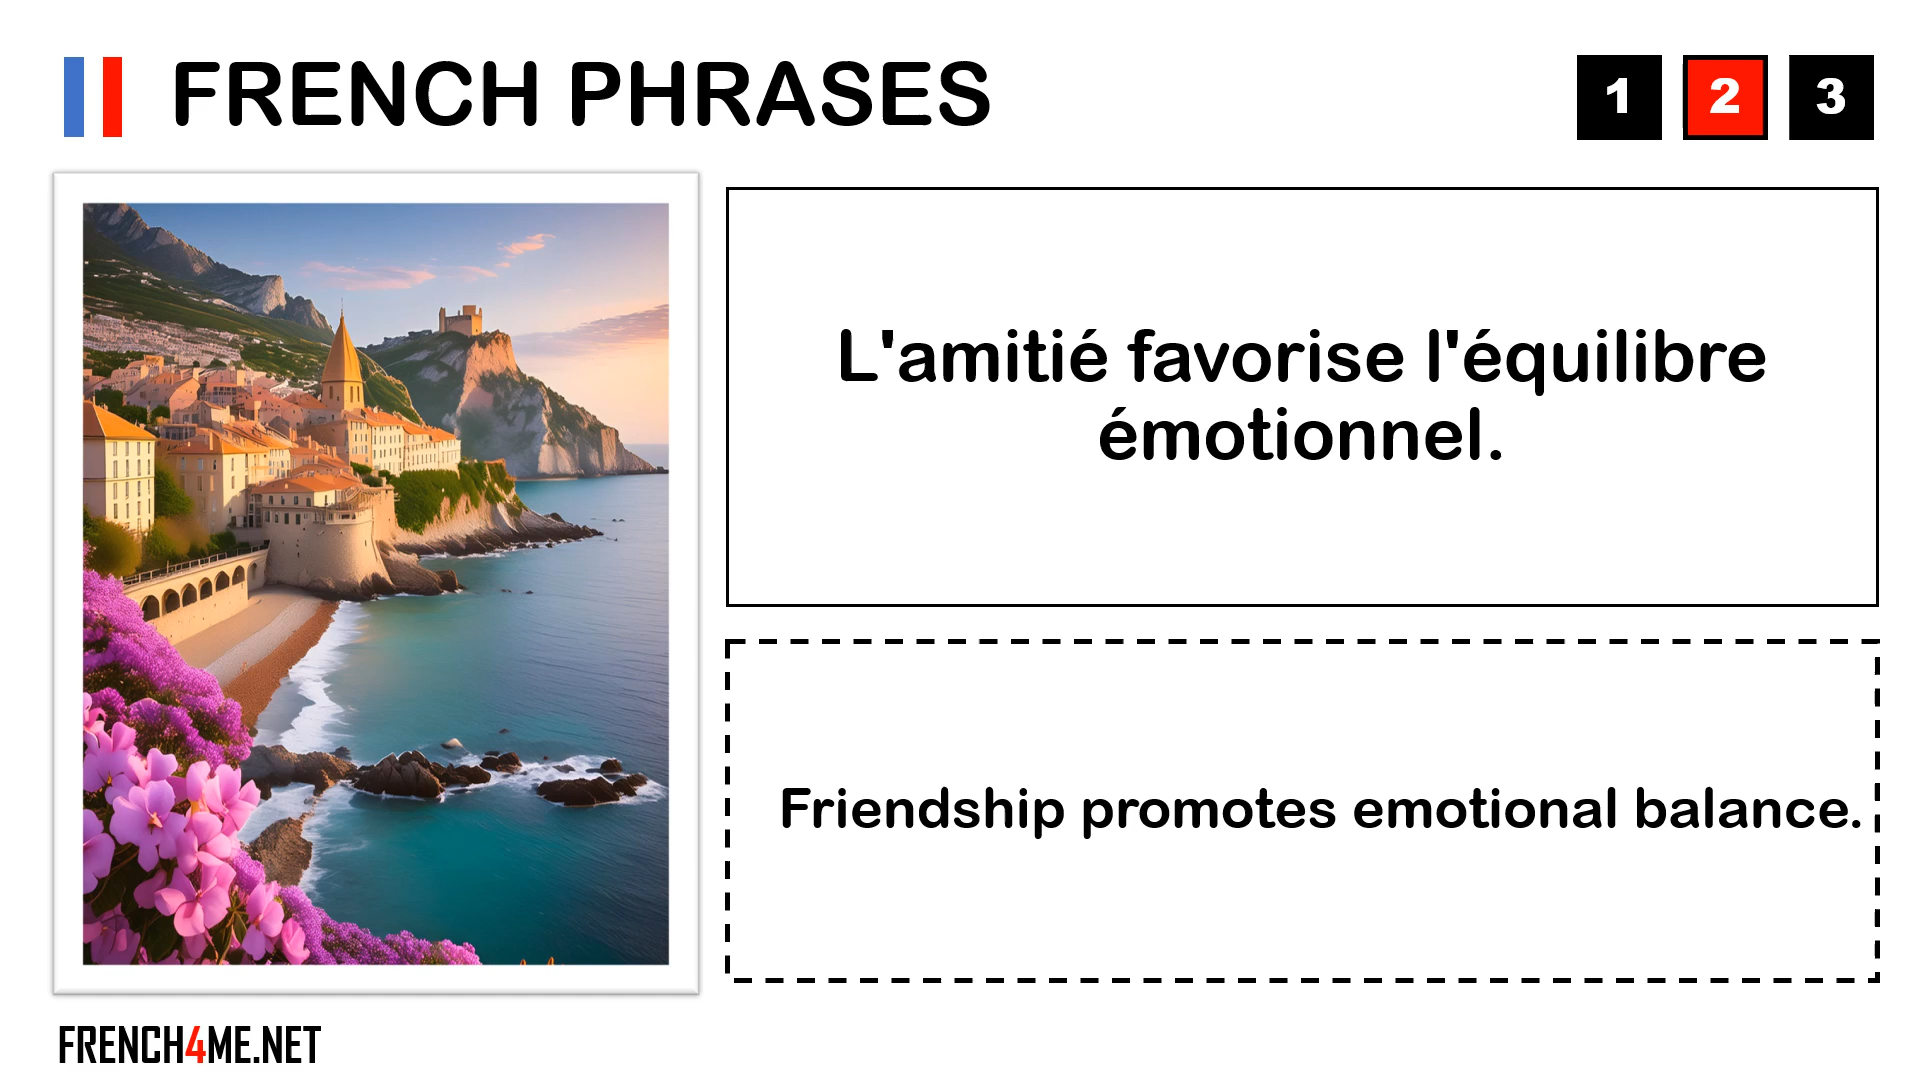 FRENCH PHRASES
1 2 3
L'amitié favorise l'équilibre
émotionnel.
Friendship promotes emotional balance.
FRENCH4ME.NET